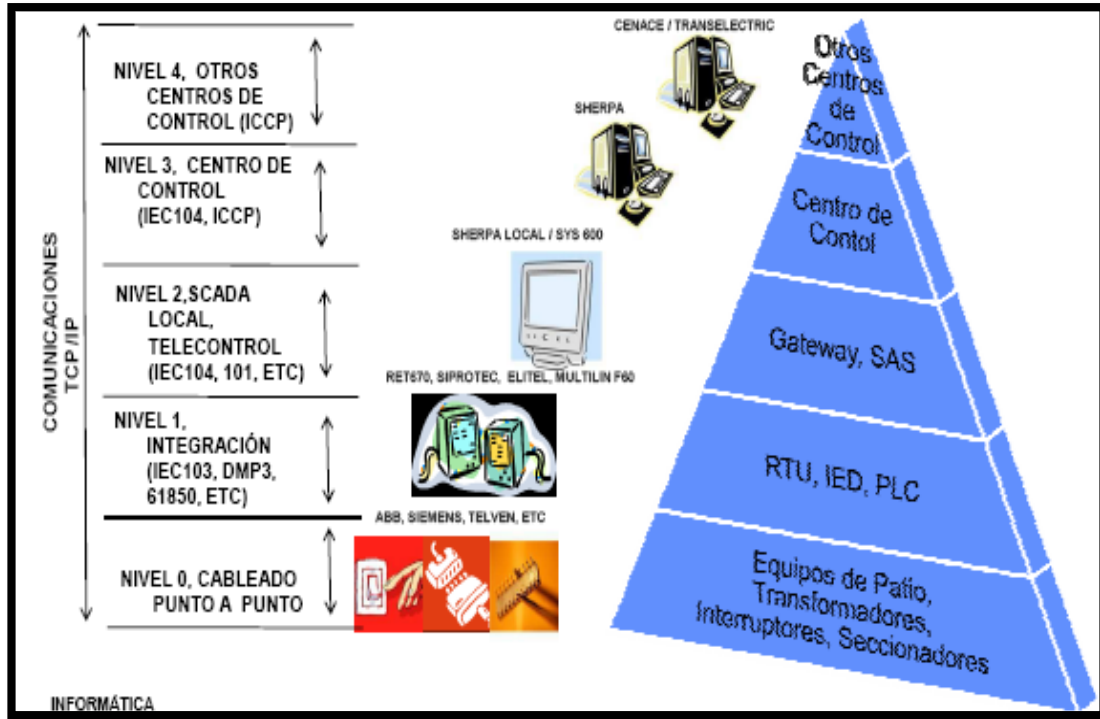 CENACE / TRANSELECTRIC
NIVEL 4, OTROS
CENTROS DE
CONTROL (ICCP)
SHERPA
NIVEL 3, CENTRO DE
CONTROL
(IEC104, ICCP)
SHERPA LOCAL / SYS 600
NIVEL 2,SCADA
LOCAL,
TELECONTROL
(IEC104, 101, ETC)
RET670, SIPROTEC, ELITEL, MULTILIN F60
NIVEL 1,
INTEGRACIÓN
(IEC103, DMP3,
61850, ETC)
ABB, SIEMENS, TELVEN, ETC
NIVEL 0, CABLEADO
PUNTO A PUNTO
COMUNICACIONES
TCP/IP
INFORMÁTICA
Otros
Centros
de
Control
Centro de
Contol
Gateway, SAS
RTU, IED, PLC
Equipos de Patio,
Transformadores,
Interruptores, Seccionadores